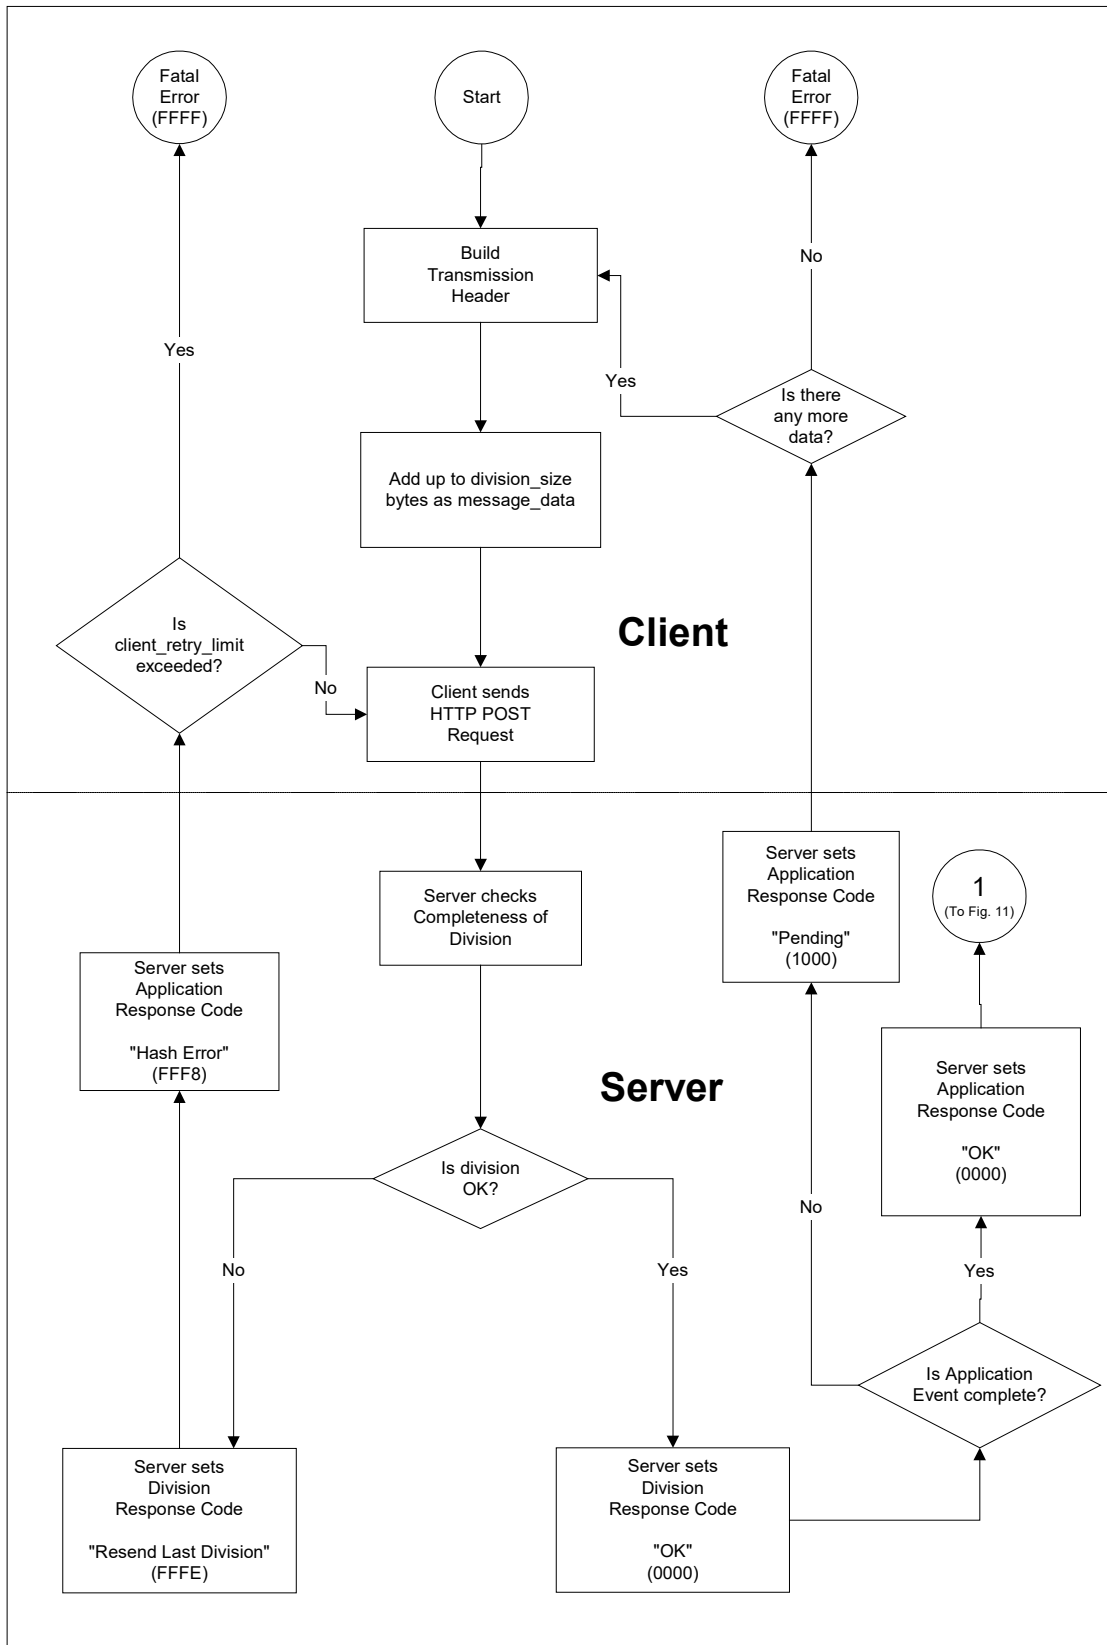 Fatal
Error
(FFFF)
Start
Fatal
Error
(FFFF)
Build
Transmission
Header
No
Yes
Yes
Is there
any more
data?
Add up to division_size
bytes as message_data
Is
client_retry_limit
exceeded?
Client
No
Client sends
HTTP POST
Request
Server sets
Application
Response Code
"Pending"
(1000)
1
(To Fig. 11)
Server checks
Completeness of
Division
Server sets
Application
Response Code
"Hash Error"
(FFF8)
Server
Server sets
Application
Response Code
"OK"
(0000)
Is division
OK?
No
No
Yes
Yes
Is Application
Event complete?
Server sets
Division
Response Code
"Resend Last Division"
(FFFE)
Server sets
Division
Response Code
"OK"
(0000)